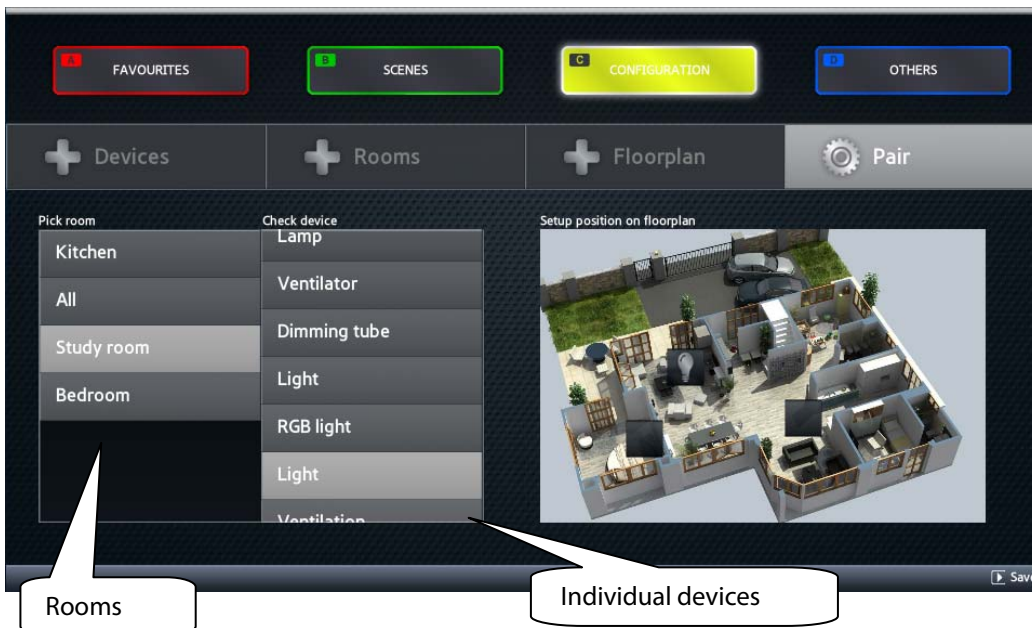 A FAVOURITES
B SCENES
C CONFIGURATION
D OTHERS
Devices
Rooms
Floorplan
Pair
Pick room
Check device
Setup position on floorplan
Kitchen
All
Study room
Bedroom
Lamp
Ventilator
Dimming tube
Light
RGB light
Light
Ventilation
Save
Rooms
Individual devices